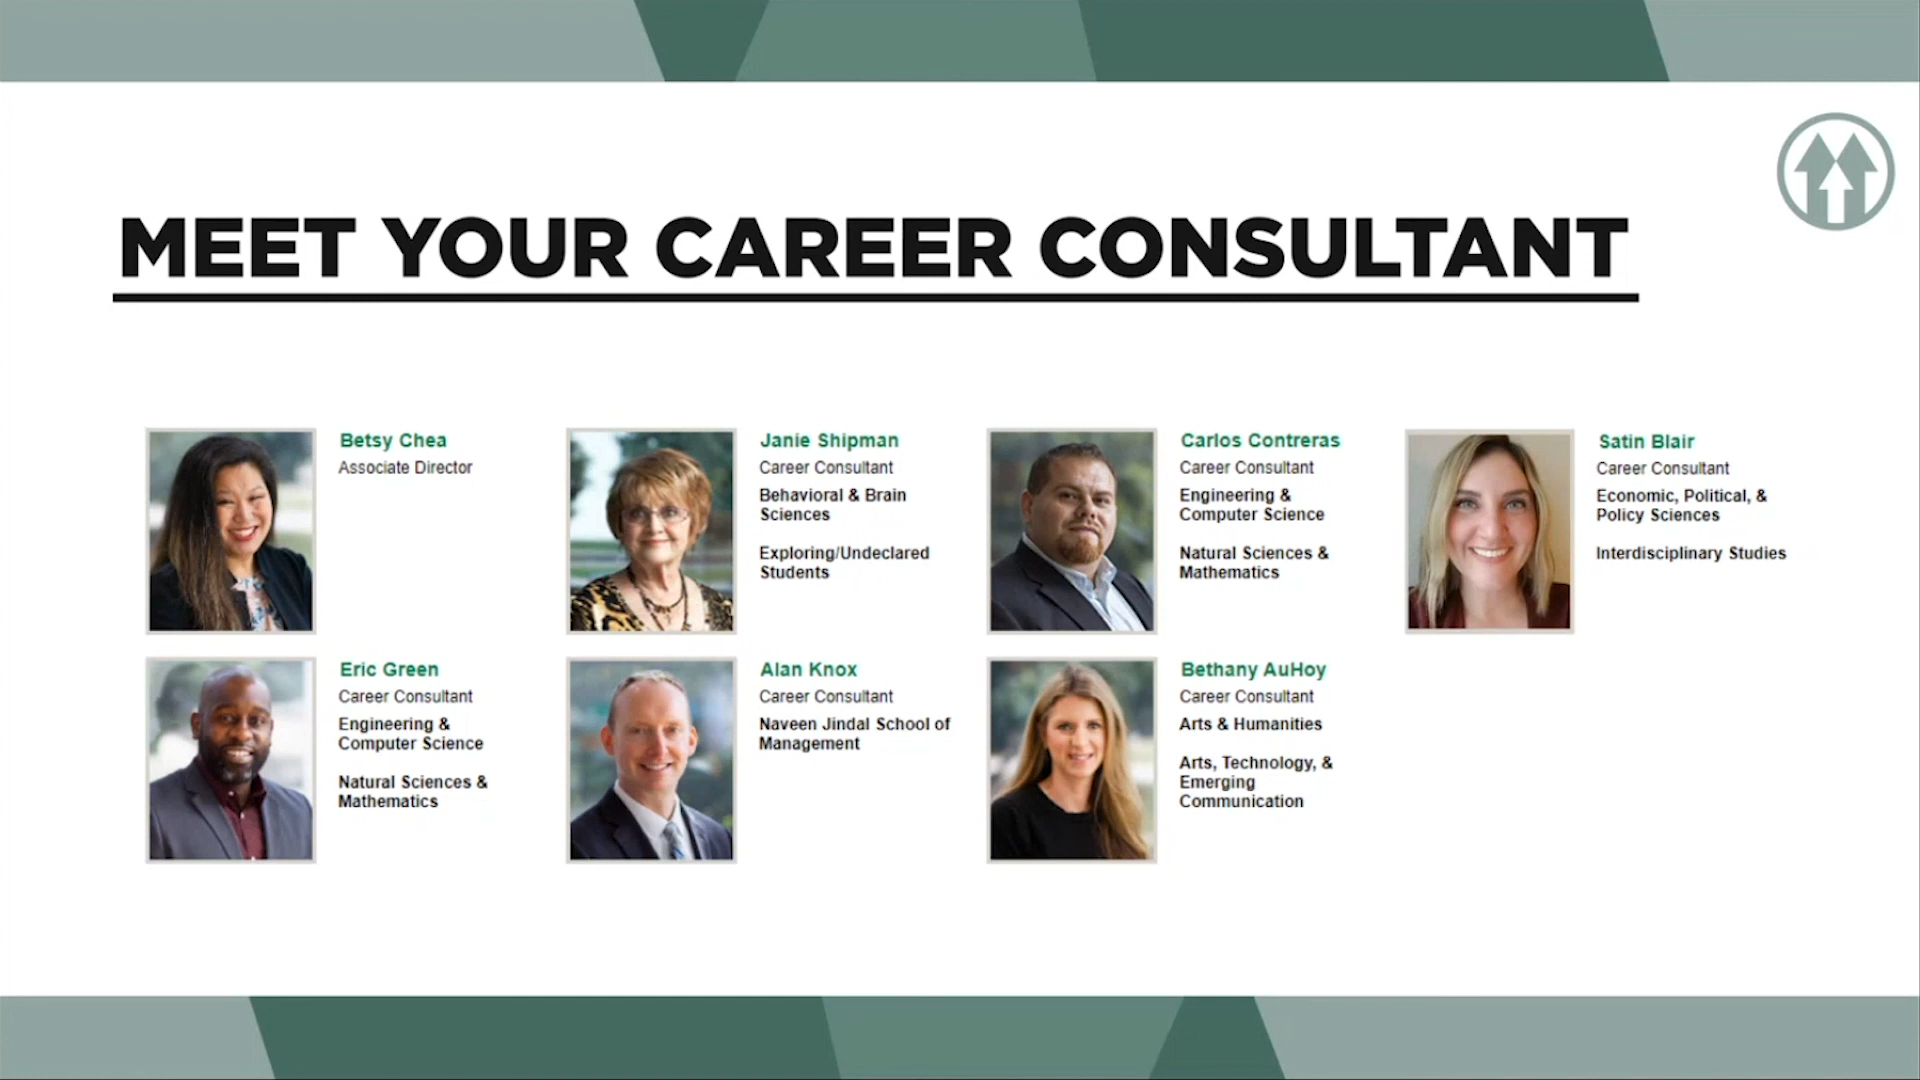 MEET YOUR CAREER CONSULTANT
Betsy Chea
Associate Director
Janie Shipman
Career Consultant
Behavioral & Brain
Sciences
Exploring/Undeclared
Students
Carlos Contreras
Career Consultant
Engineering &
Computer Science
Natural Sciences &
Mathematics
Satin Blair
Career Consultant
Economic, Political, &
Policy Sciences
Interdisciplinary Studies
Eric Green
Career Consultant
Engineering &
Computer Science
Natural Sciences &
Mathematics
Alan Knox
Career Consultant
Naveen Jindal School of
Management
Bethany AuHoy
Career Consultant
Arts & Humanities
Arts, Technology, &
Emerging
Communication